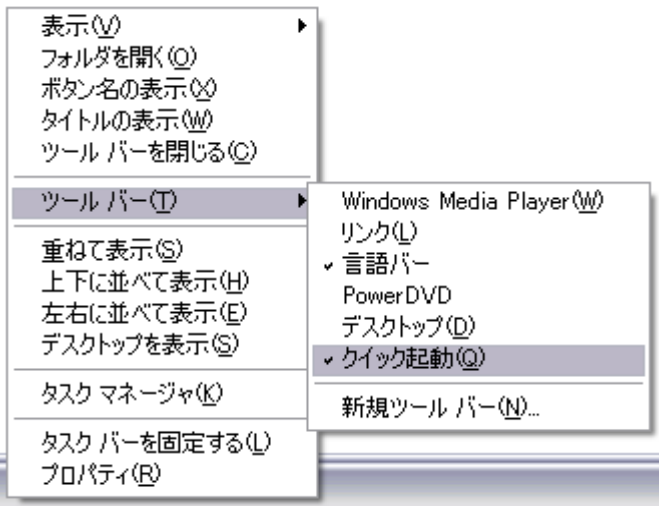 表示(V)
フォルダを開く(O)
ボタン名の表示(X)
タイトルの表示(W)
ツール バーを閉じる(C)
ツール バー(T)
重ねて表示(S)
上下に並べて表示(H)
左右に並べて表示(E)
デスクトップを表示(S)
タスク マネージャ(K)
タスク バーを固定する(L)
プロパティ(R)
Windows Media Player(W)
リンク(L)
言語バー
PowerDVD
デスクトップ(D)
クイック起動(Q)
新規ツール バー(N)...